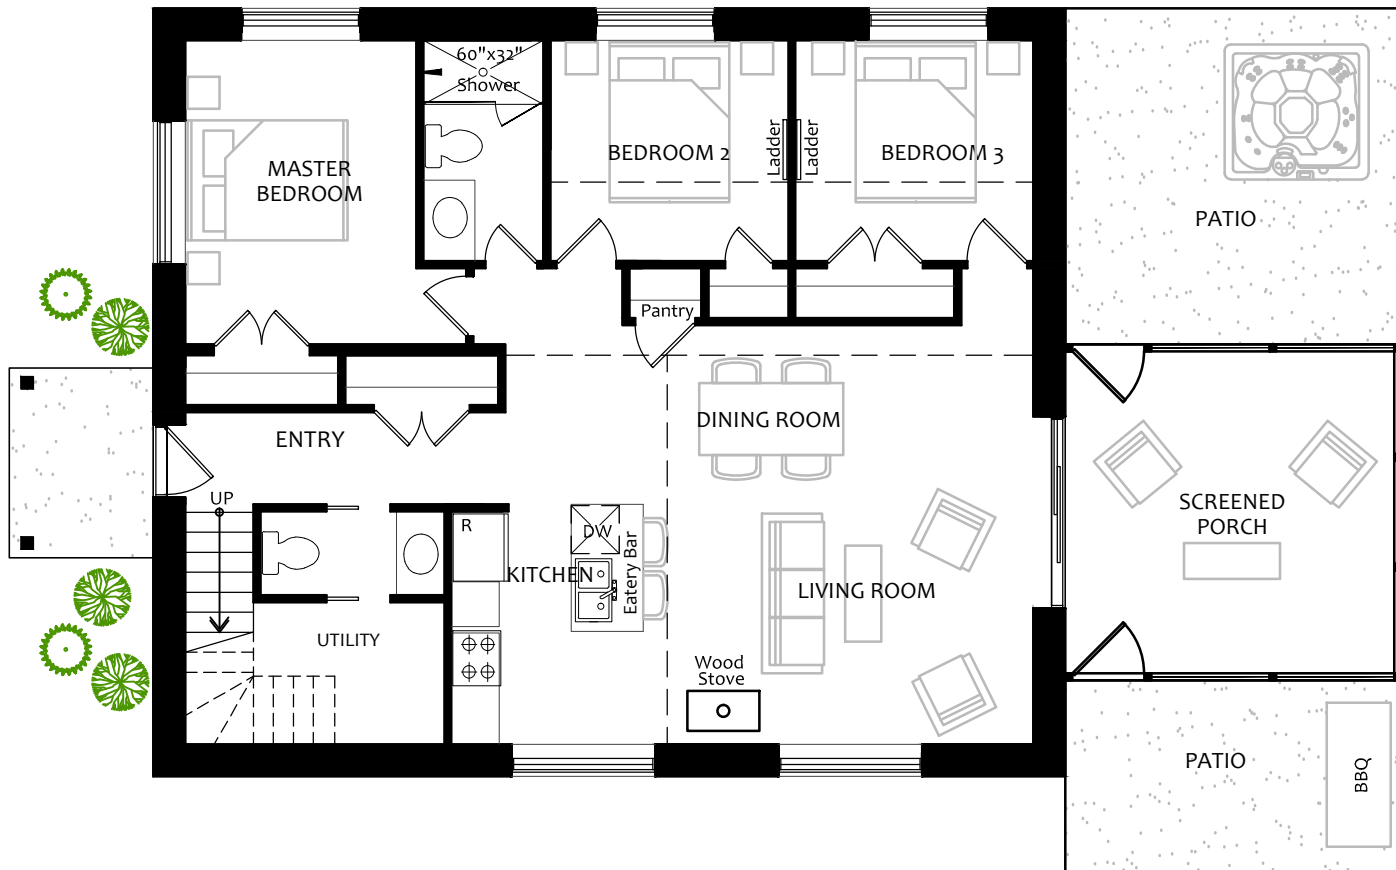 60"x32"
Shower
MASTER
BEDROOM
BEDROOM 2
Ladder
Ladder
BEDROOM 3
PATIO
Pantry
ENTRY
DINING ROOM
UP
R
DW
KITCHEN
Eatery Bar
SCREENED
PORCH
LIVING ROOM
UTILITY
Wood
Stove
PATIO
BBQ